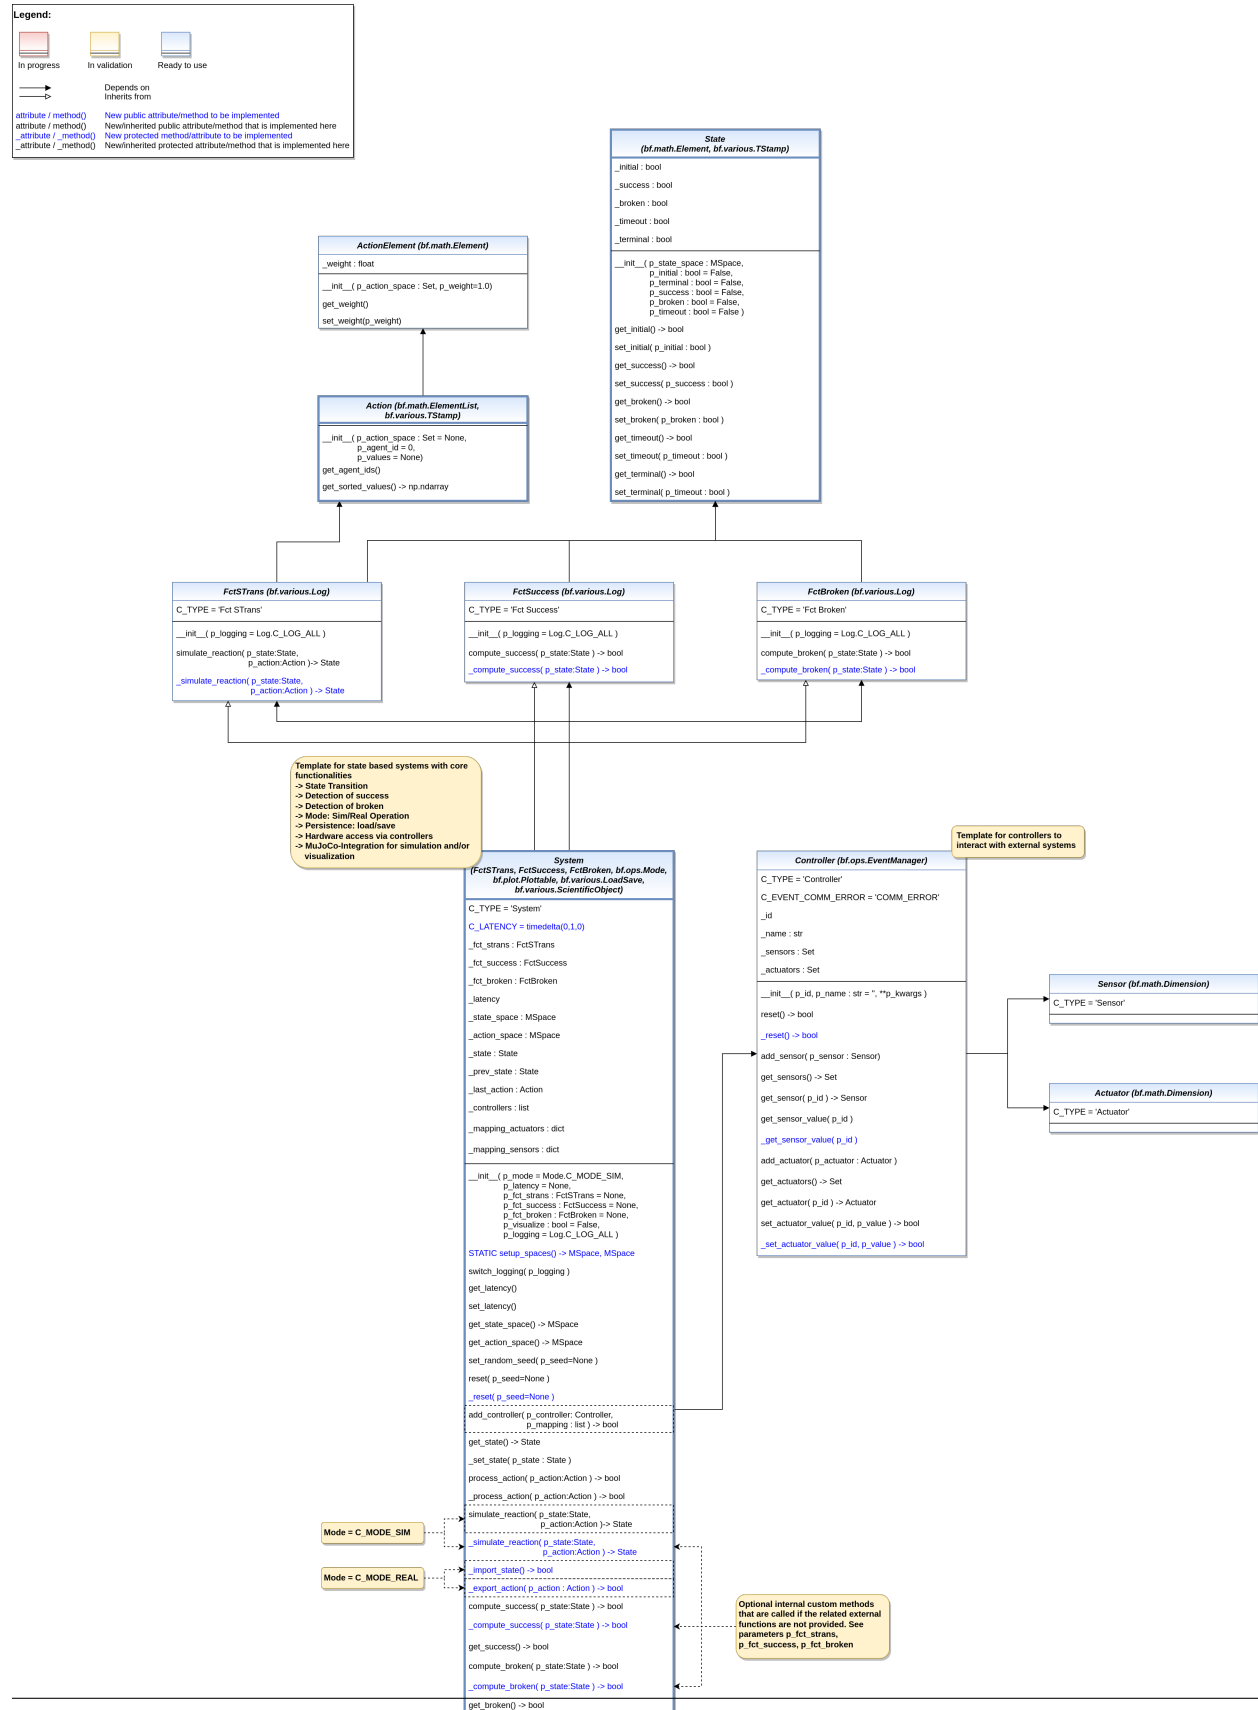 Legend:
In progress
In validation
Ready to use
Depends on
Inherits from
attribute / method() New public attribute/method to be implemented
attribute / method() New/inherited public attribute/method that is implemented here
_attribute / _method() New protected method/attribute to be implemented
_attribute / _method() New/inherited protected attribute/method that is implemented here
State
(bf.math.Element, bf.various.TStamp)
_initial : bool
_success : bool
_broken : bool
_timeout : bool
_terminal : bool
__init__( p_state_space : MSpace,
p_initial : bool = False,
p_terminal : bool = False,
p_success : bool = False,
p_broken : bool = False,
p_timeout : bool = False )
get_initial() -> bool
set_initial( p_initial : bool )
get_success() -> bool
set_success( p_success : bool )
get_broken() -> bool
set_broken( p_broken : bool )
get_timeout() -> bool
set_timeout( p_timeout : bool )
get_terminal() -> bool
set_terminal( p_timeout : bool )
ActionElement (bf.math.Element)
_weight : float
__init__( p_action_space : Set, p_weight=1.0)
get_weight()
set_weight(p_weight)
Action (bf.math.ElementList,
bf.various.TStamp)
__init__( p_action_space : Set = None,
p_agent_id = 0,
p_values = None)
get_agent_ids()
get_sorted_values() -> np.ndarray
FctSTrans (bf.various.Log)
C_TYPE = 'Fct STrans'
__init__( p_logging = Log.C_LOG_ALL )
simulate_reaction( p_state:State,
p_action:Action )-> State
_simulate_reaction( p_state:State,
p_action:Action ) -> State
FctSuccess (bf.various.Log)
C_TYPE = 'Fct Success'
__init__( p_logging = Log.C_LOG_ALL )
compute_success( p_state:State ) -> bool
_compute_success( p_state:State ) -> bool
FctBroken (bf.various.Log)
C_TYPE = 'Fct Broken'
__init__( p_logging = Log.C_LOG_ALL )
compute_broken( p_state:State ) -> bool
_compute_broken( p_state:State ) -> bool
Template for state based systems with core
functionalities
-> State Transition
-> Detection of success
-> Detection of broken
-> Mode: Sim/Real Operation
-> Persistence: load/save
-> Hardware access via controllers
-> MuJoCo-Integration for simulation and/or
visualization
System
(FctSTrans, FctSuccess, FctBroken, bf.ops.Mode,
bf.plot.Plottable, bf.various.LoadSave,
bf.various.ScientificObject)
C_TYPE = 'System'
C_LATENCY = timedelta(0,1,0)
_fct_strans : FctSTrans
_fct_success : FctSuccess
_fct_broken : FctBroken
_latency
_state_space : MSpace
_action_space : MSpace
_state : State
_prev_state : State
_last_action : Action
_controllers : list
_mapping_actuators : dict
_mapping_sensors : dict
__init__( p_mode = Mode.C_MODE_SIM,
p_latency = None,
p_fct_strans : FctSTrans = None,
p_fct_success : FctSuccess = None,
p_fct_broken : FctBroken = None,
p_visualize : bool = False,
p_logging = Log.C_LOG_ALL )
STATIC setup_spaces() -> MSpace, MSpace
switch_logging( p_logging )
get_latency()
set_latency()
get_state_space() -> MSpace
get_action_space() -> MSpace
set_random_seed( p_seed=None )
reset( p_seed=None )
_reset( p_seed=None )
add_controller( p_controller: Controller,
p_mapping : list ) -> bool
get_state() -> State
_set_state( p_state : State )
process_action( p_action:Action ) -> bool
_process_action( p_action:Action ) -> bool
simulate_reaction( p_state:State,
p_action:Action )-> State
_simulate_reaction( p_state:State,
p_action:Action ) -> State
_import_state() -> bool
_export_action( p_action : Action ) -> bool
compute_success( p_state:State ) -> bool
_compute_success( p_state:State ) -> bool
get_success() -> bool
compute_broken( p_state:State ) -> bool
_compute_broken( p_state:State ) -> bool
get_broken() -> bool
Template for controllers to
interact with external systems
Controller (bf.ops.EventManager)
C_TYPE = 'Controller'
C_EVENT_COMM_ERROR = 'COMM_ERROR'
_id
_name : str
_sensors : Set
_actuators : Set
__init__( p_id, p_name : str = '', **p_kwargs )
reset() -> bool
_reset() -> bool
add_sensor( p_sensor : Sensor)
get_sensors() -> Set
get_sensor( p_id ) -> Sensor
get_sensor_value( p_id )
_get_sensor_value( p_id )
add_actuator( p_actuator : Actuator )
get_actuators() -> Set
get_actuator( p_id ) -> Actuator
set_actuator_value( p_id, p_value ) -> bool
_set_actuator_value( p_id, p_value ) -> bool
Sensor (bf.math.Dimension)
C_TYPE = 'Sensor'
Actuator (bf.math.Dimension)
C_TYPE = 'Actuator'
Mode = C_MODE_SIM
Mode = C_MODE_REAL
Optional internal custom methods
that are called if the related external
functions are not provided. See
parameters p_fct_strans,
p_fct_success, p_fct_broken